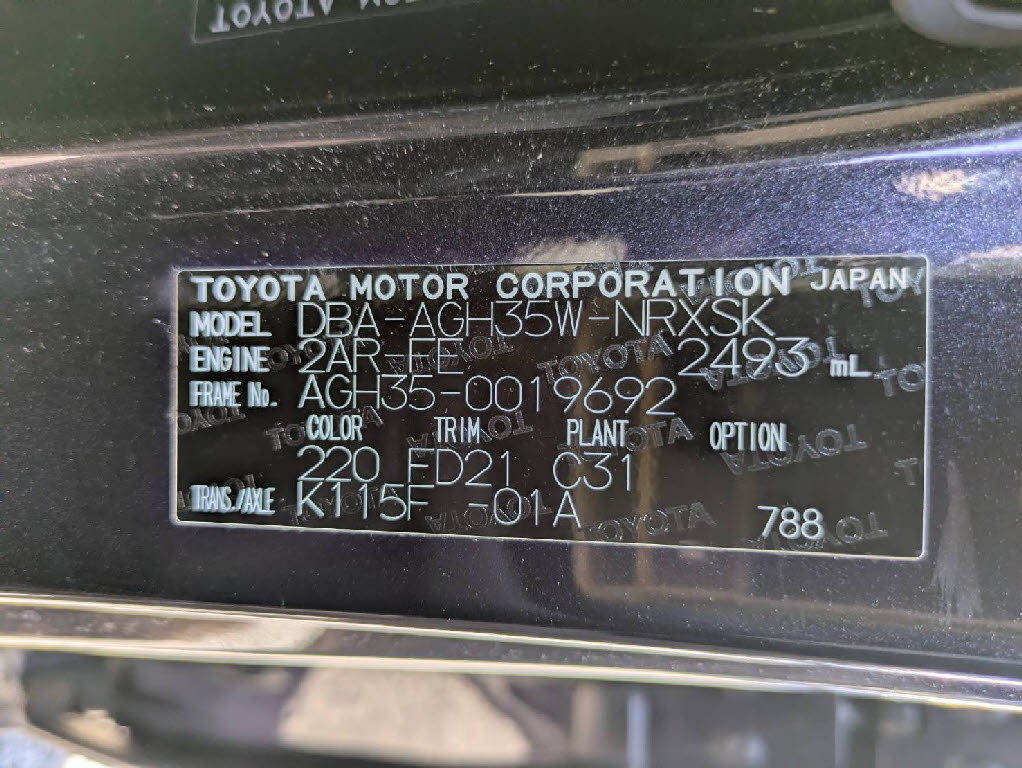 TOYOTA MOTOR CORPORATION JAPAN
MODEL DBA-AGH35W-NRXSK
ENGINE 2AR-FE 2493 mL
FRAME No. AGH35-0019692
COLOR TRIM PLANT OPTION
220 FD21 C31
TRANS./AXLE K115F -01A
788